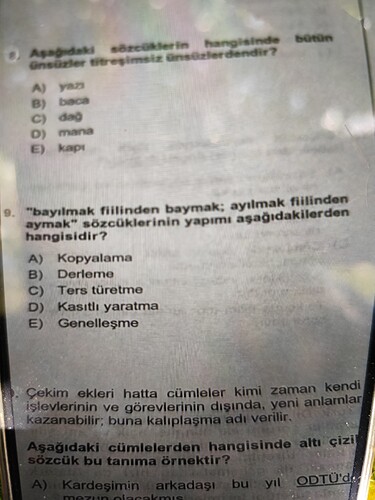 8. Aşağıdaki sözcüklerin hangisinde bütün
ünsüzler titreşimsiz ünsüzlerdendir?
A) yazı
B) baca
C) dağ
D) mana
E) kapı
9. "bayılmak fiilinden baymak; ayılmak fiilinden
aymak" sözcüklerinin yapımı aşağıdakilerden
hangisidir?
A) Kopyalama
B) Derleme
C) Ters türetme
D) Kasıtlı yaratma
E) Genelleşme
. Çekim ekleri hatta cümleler kimi zaman kendi
işlevlerinin ve görevlerinin dışında, yeni anlamlar
kazanabilir; buna kalıplaşma adı verilir.
Aşağıdaki cümlelerden hangisinde altı çizil
sözcük bu tanıma örnektir?
A) Kardeşimin arkadaşı bu yıl ODTÜ'd
mezun olacakmış